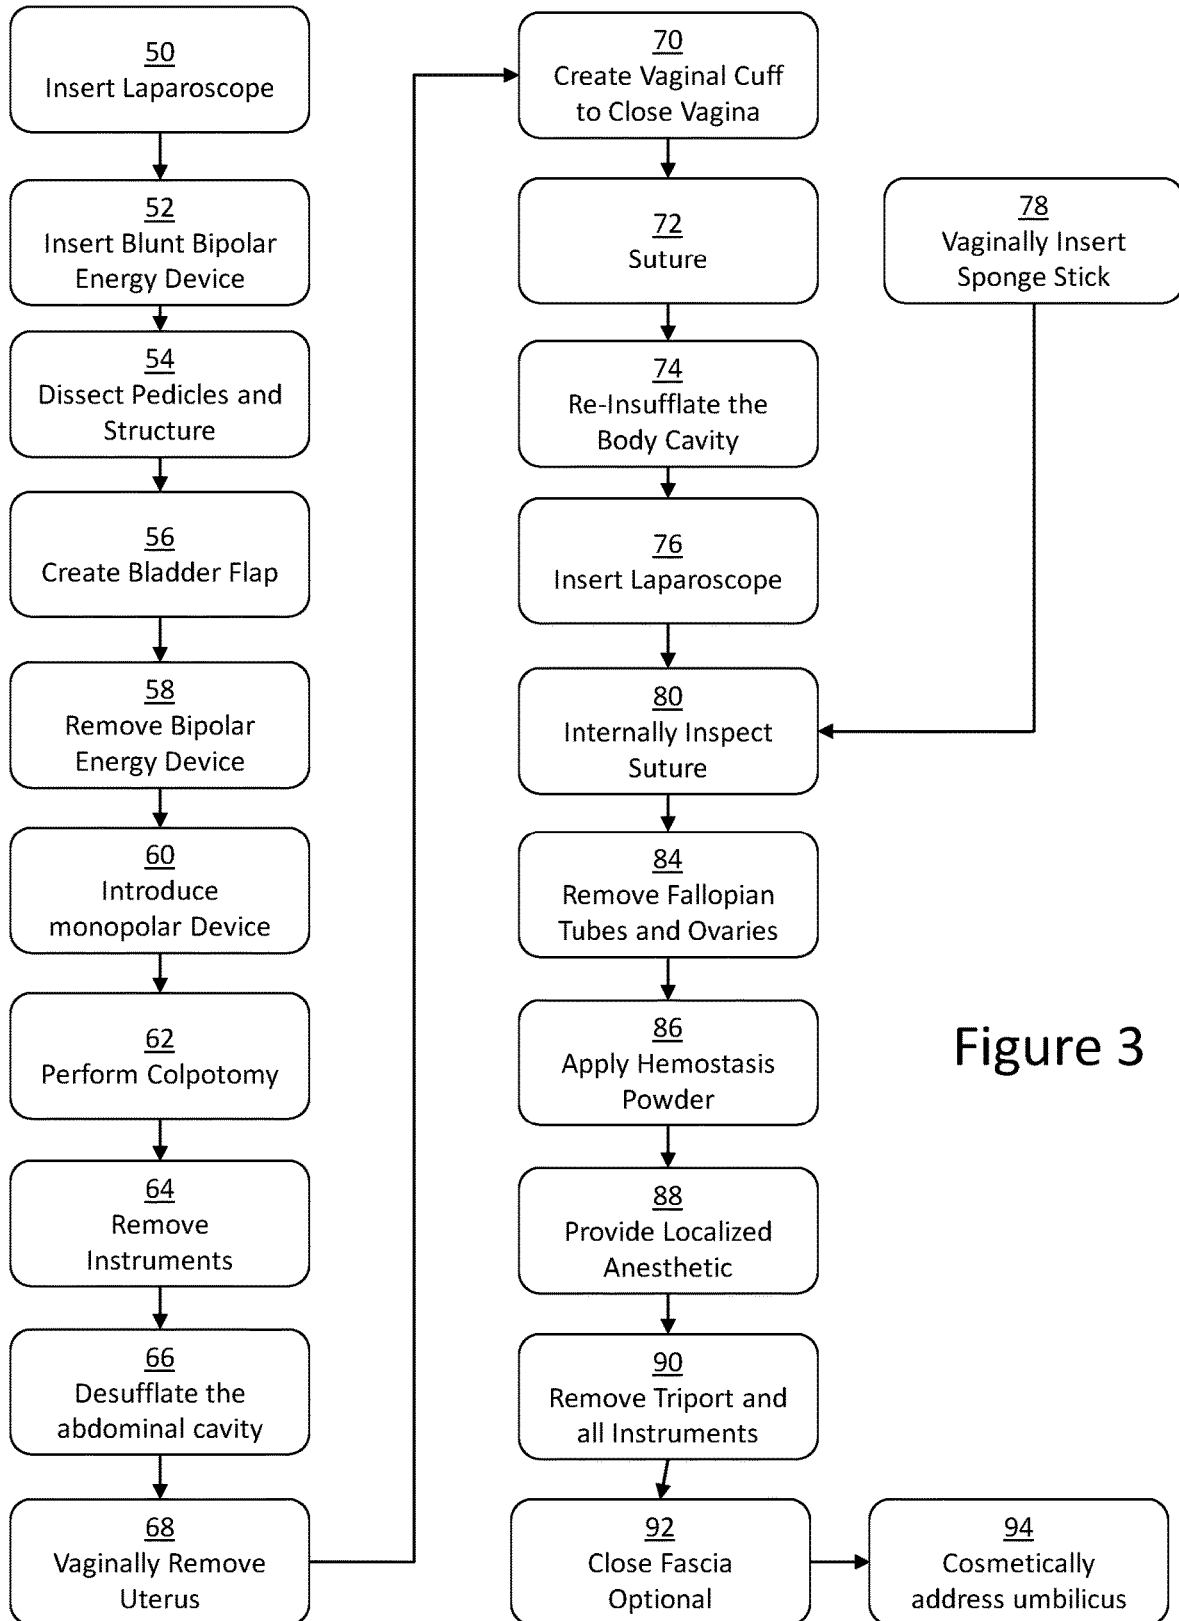 50
Insert Laparoscope
52
Insert Blunt Bipolar
Energy Device
54
Dissect Pedicles and
Structure
56
Create Bladder Flap
58
Remove Bipolar
Energy Device
60
Introduce
monopolar Device
62
Perform Colpotomy
64
Remove
Instruments
66
Desufflate the
abdominal cavity
68
Vaginally Remove
Uterus
70
Create Vaginal Cuff
to Close Vagina
72
Suture
74
Re-Insufflate the
Body Cavity
76
Insert Laparoscope
78
Vaginally Insert
Sponge Stick
80
Internally Inspect
Suture
84
Remove Fallopian
Tubes and Ovaries
86
Apply Hemostasis
Powder
88
Provide Localized
Anesthetic
90
Remove Triport and
all Instruments
92
Close Fascia
Optional
94
Cosmetically
address umbilicus
Figure 3